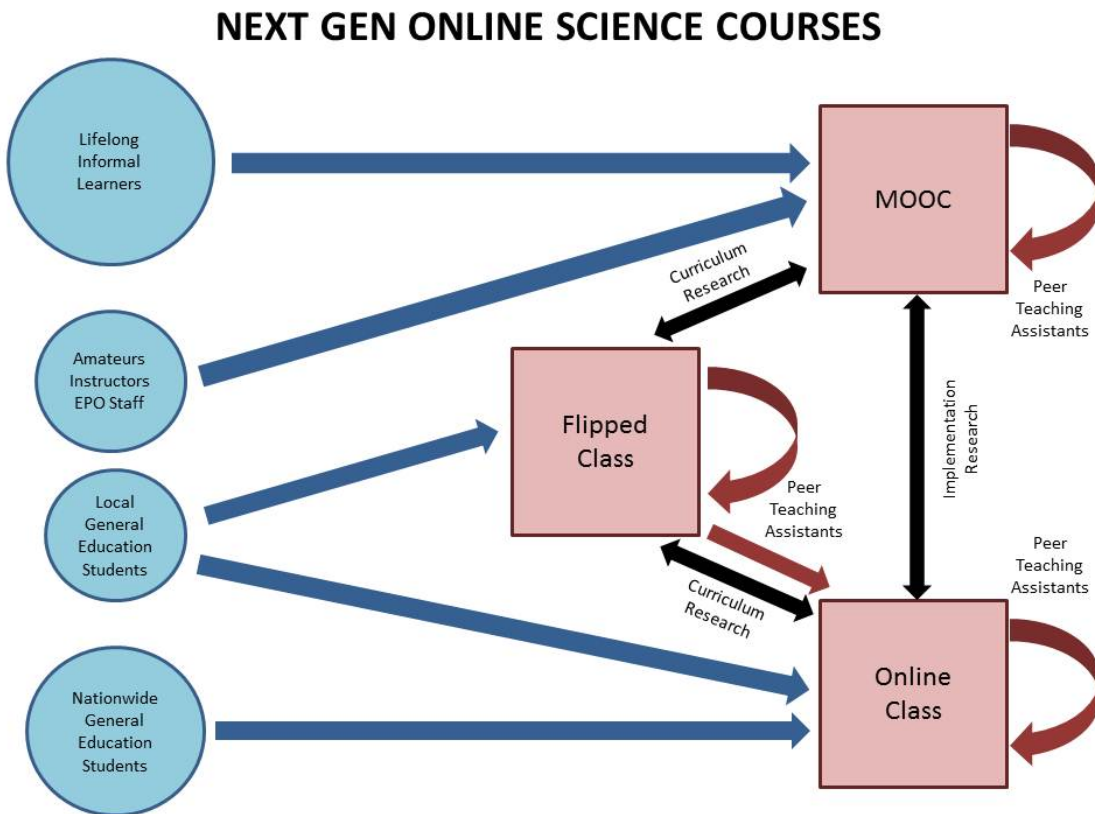 NEXT GEN ONLINE SCIENCE COURSES
Lifelong
Informal
Learners
MOOC
Curriculum
Research
Peer
Teaching
Assistants
Amateurs
Instructors
EPO Staff
Flipped
Class
Implementation
Research
Local
General
Education
Students
Peer
Teaching
Assistants
Peer
Teaching
Assistants
Curriculum
Research
Nationwide
General
Education
Students
Online
Class